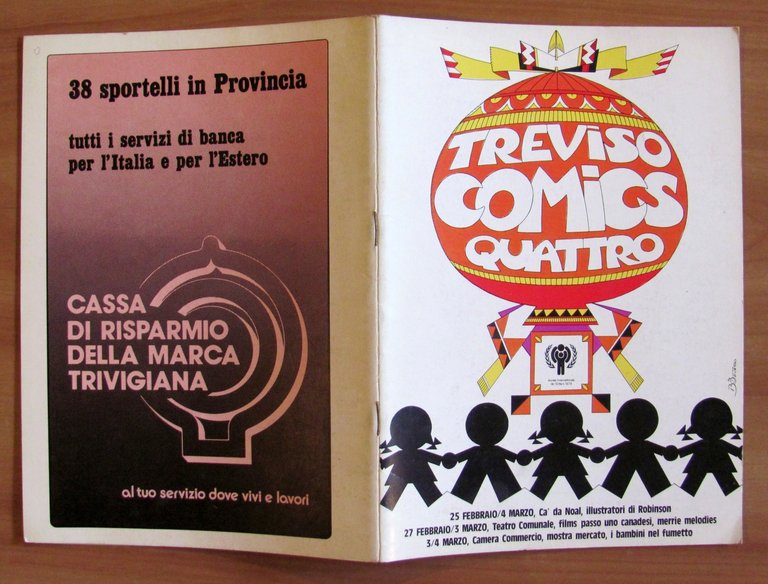 38 sportelli in Provincia
tutti i servizi di banca
per l'Italia e per l'Estero
CASSA
DI RISPARMIO
DELLA MARCA
TRIVIGIANA
al tuo servizio dove vivi e lavori
TREVISO
COMICS
QUATTRO
25 FEBBRAIO/4 MARZO, Ca' da Noal, illustratori di Robinson
27 FEBBRAIO/3 MARZO, Teatro Comunale, films passo uno canadesi, merrie melodies
3/4 MARZO, Camera Commercio, mostra mercato, i bambini nel fumetto